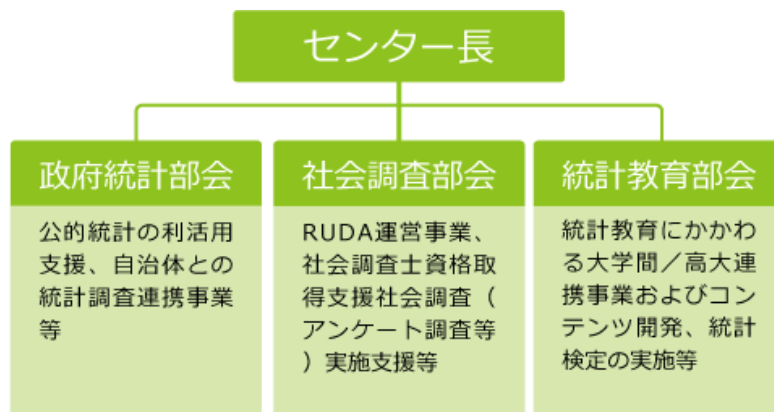 センター長
政府統計部会
公的統計の利活用
支援、自治体との
統計調査連携事業
等
社会調査部会
RUDA運営事業、
社会調査士資格取
得支援社会調査（
アンケート調査等
）実施支援等
統計教育部会
統計教育にかかわ
る大学間／高大連
携事業およびコン
テンツ開発、統計
検定の実施等